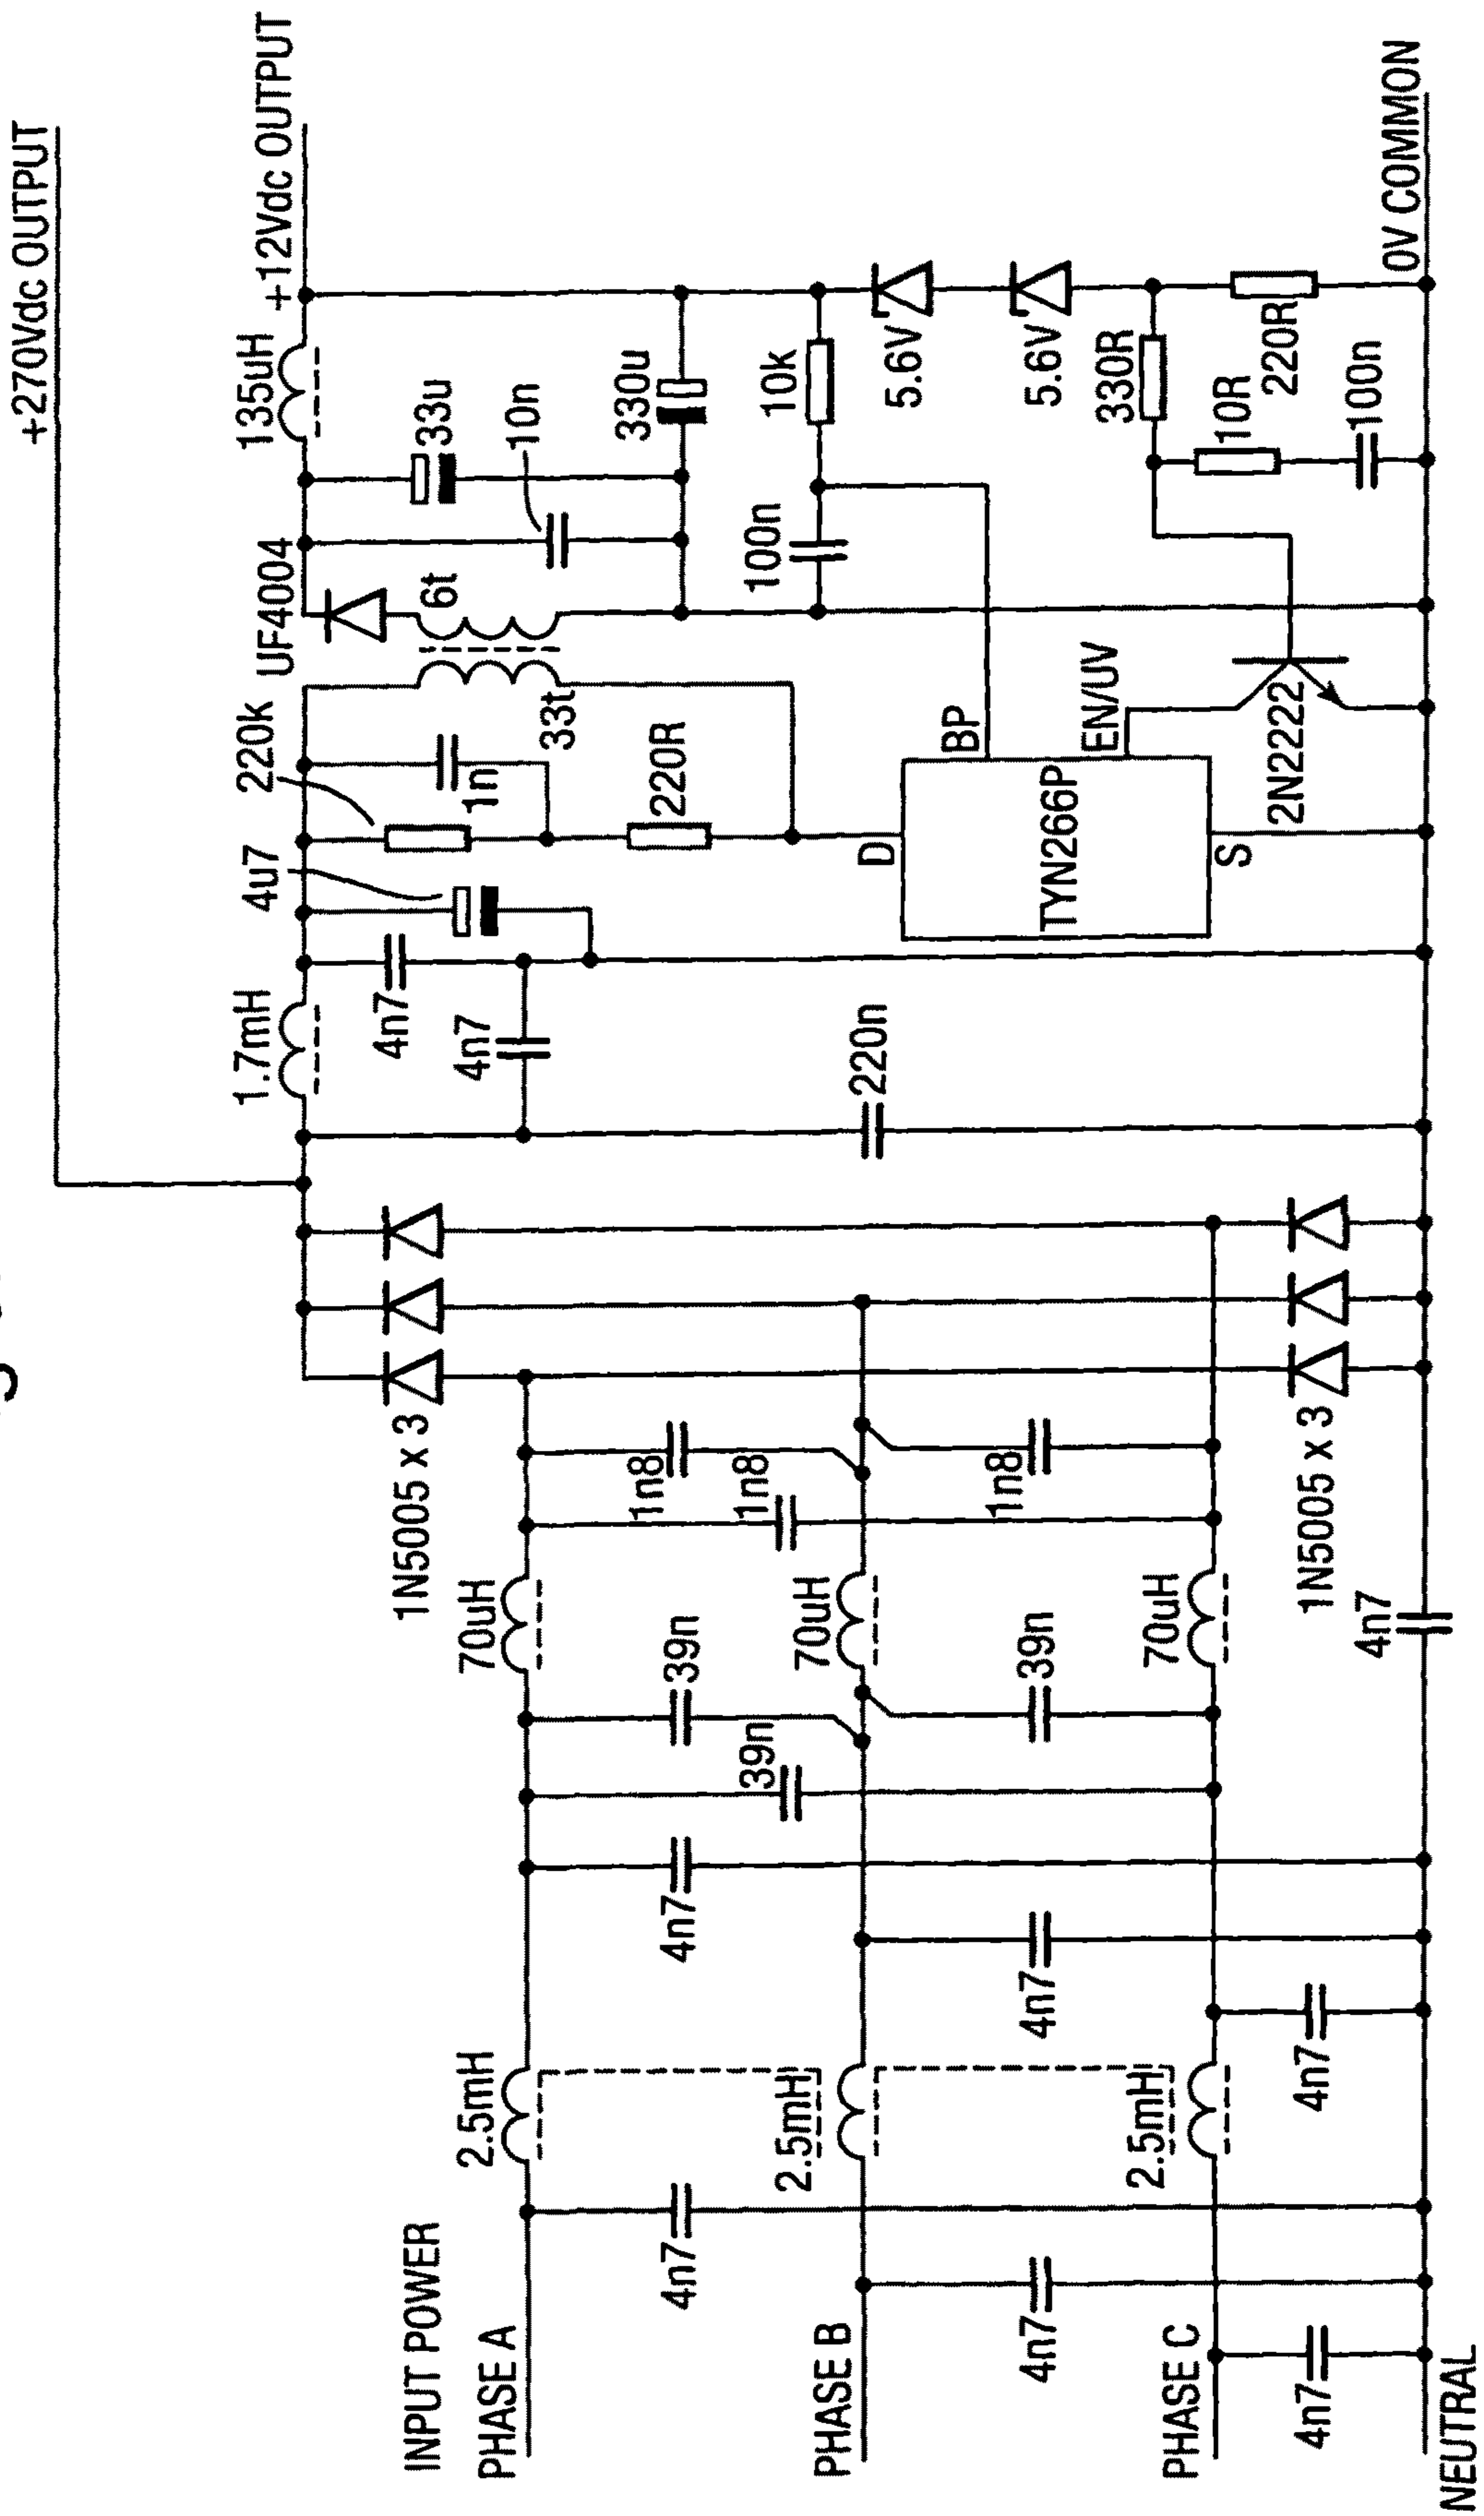 +270Vdc OUTPUT
+12Vdc OUTPUT
135uH
33u
10n
330u
10k
5.6V
5.6V
330R
10R
220R
100n
0V COMMON
UF4004
6t
33t
100n
220k
1n
220R
4u7
D
BP
EN/UV
TYN266P
S
2N2222
1.7mH
4n7
4n7
220n
1N5005 x 3
1N5005 x 3
1n8
1n8
1n8
70uH
70uH
70uH
39n
39n
39n
4n7
4n7
4n7
4n7
2.5mH
2.5mH
2.5mH
4n7
4n7
4n7
INPUT POWER
PHASE A
PHASE B
PHASE C
NEUTRAL